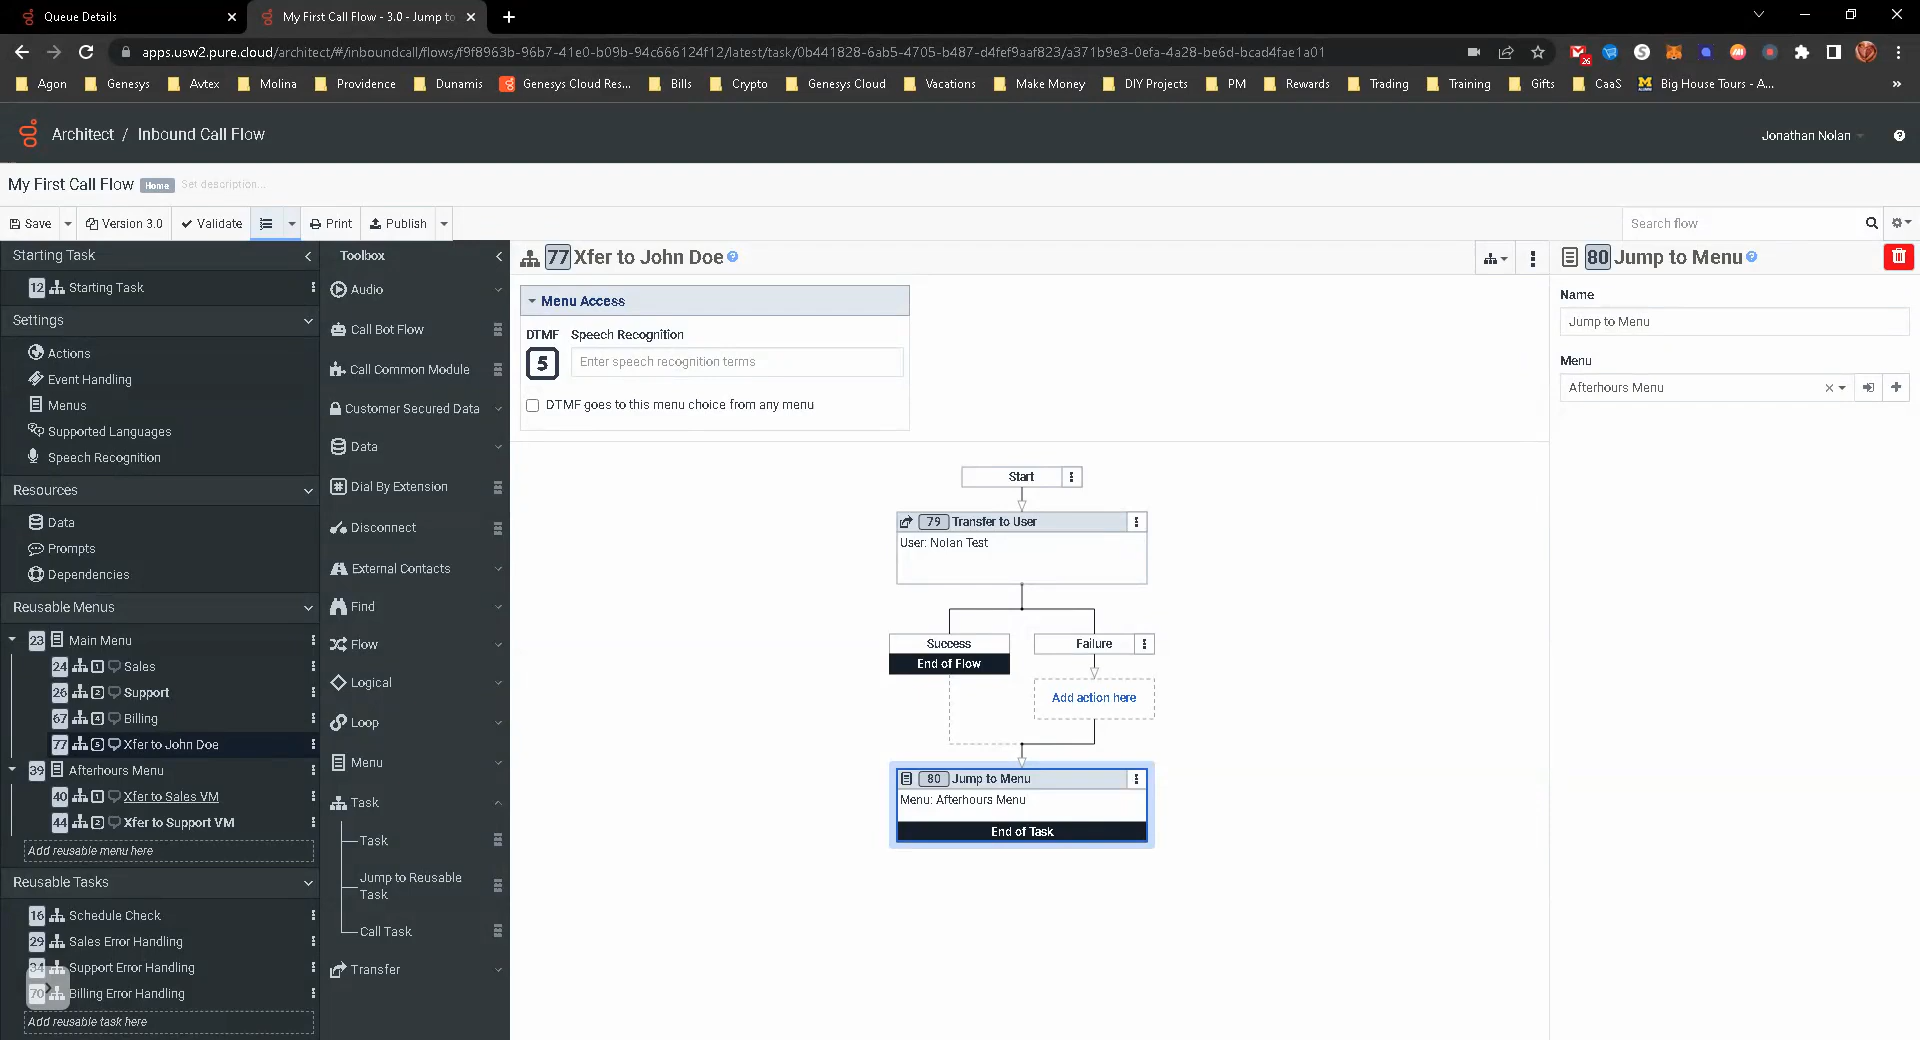 Queue Details
My First Call Flow - 3.0 - Jump to
apps.usw2.pure.cloud/architect/#/inboundcall/flows/f9f8963b-96b7-41e0-b09b-94c666124f12/latest/task/0b441828-6ab5-4705-b487-d4fef9aaf823/a371b9e3-0efa-4a28-be6d-bcad4fae1a01
26
Agon
Genesys
Avtex
Molina
Providence
Dunamis
Genesys Cloud Res...
Bills
Crypto
Genesys Cloud
Vacations
Make Money
DIY Projects
PM
Rewards
Trading
Training
Gifts
CaaS
Big House Tours - A...
»
Architect / Inbound Call Flow
Jonathan Nolan
My First Call Flow Home Set description...
Save
Version 3.0
Validate
Print
Publish
Search flow
Starting Task
12 Starting Task
Settings
Actions
Event Handling
Menus
Supported Languages
Speech Recognition
Resources
Data
Prompts
Dependencies
Reusable Menus
23 Main Menu
24 1 Sales
26 2 Support
67 4 Billing
77 5 Xfer to John Doe
39 Afterhours Menu
40 1 Xfer to Sales VM
44 2 Xfer to Support VM
Add reusable menu here
Reusable Tasks
16 Schedule Check
29 Sales Error Handling
34 Support Error Handling
70 Billing Error Handling
Add reusable task here
Toolbox
Audio
Call Bot Flow
Call Common Module
Customer Secured Data
Data
Dial By Extension
Disconnect
External Contacts
Find
Flow
Logical
Loop
Menu
Task
Task
Jump to Reusable
Task
Call Task
Transfer
77 Xfer to John Doe ?
Menu Access
DTMF Speech Recognition
5 Enter speech recognition terms
DTMF goes to this menu choice from any menu
Start
79 Transfer to User
User: Nolan Test
Success
End of Flow
Failure
Add action here
80 Jump to Menu
Menu: Afterhours Menu
End of Task
80 Jump to Menu ?
Name
Jump to Menu
Menu
Afterhours Menu